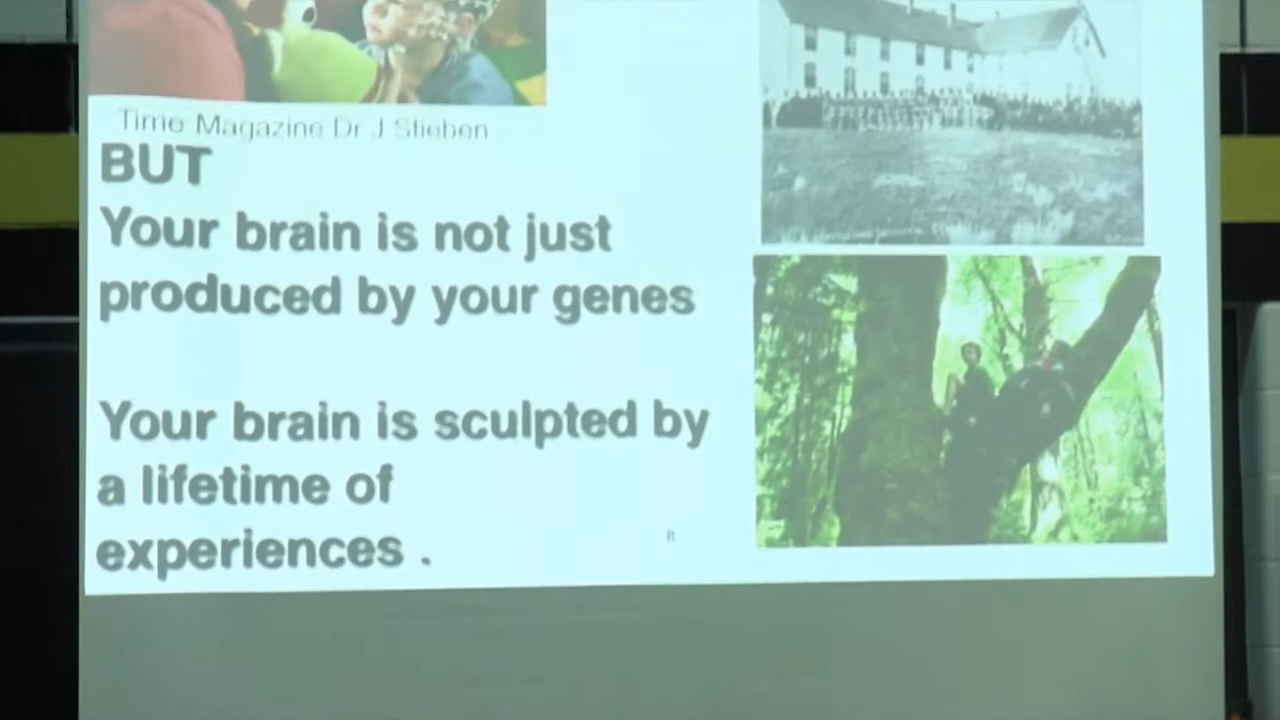 Time Magazine Dr J Stieben
BUT
Your brain is not just
produced by your genes
Your brain is sculpted by
a lifetime of
experiences .